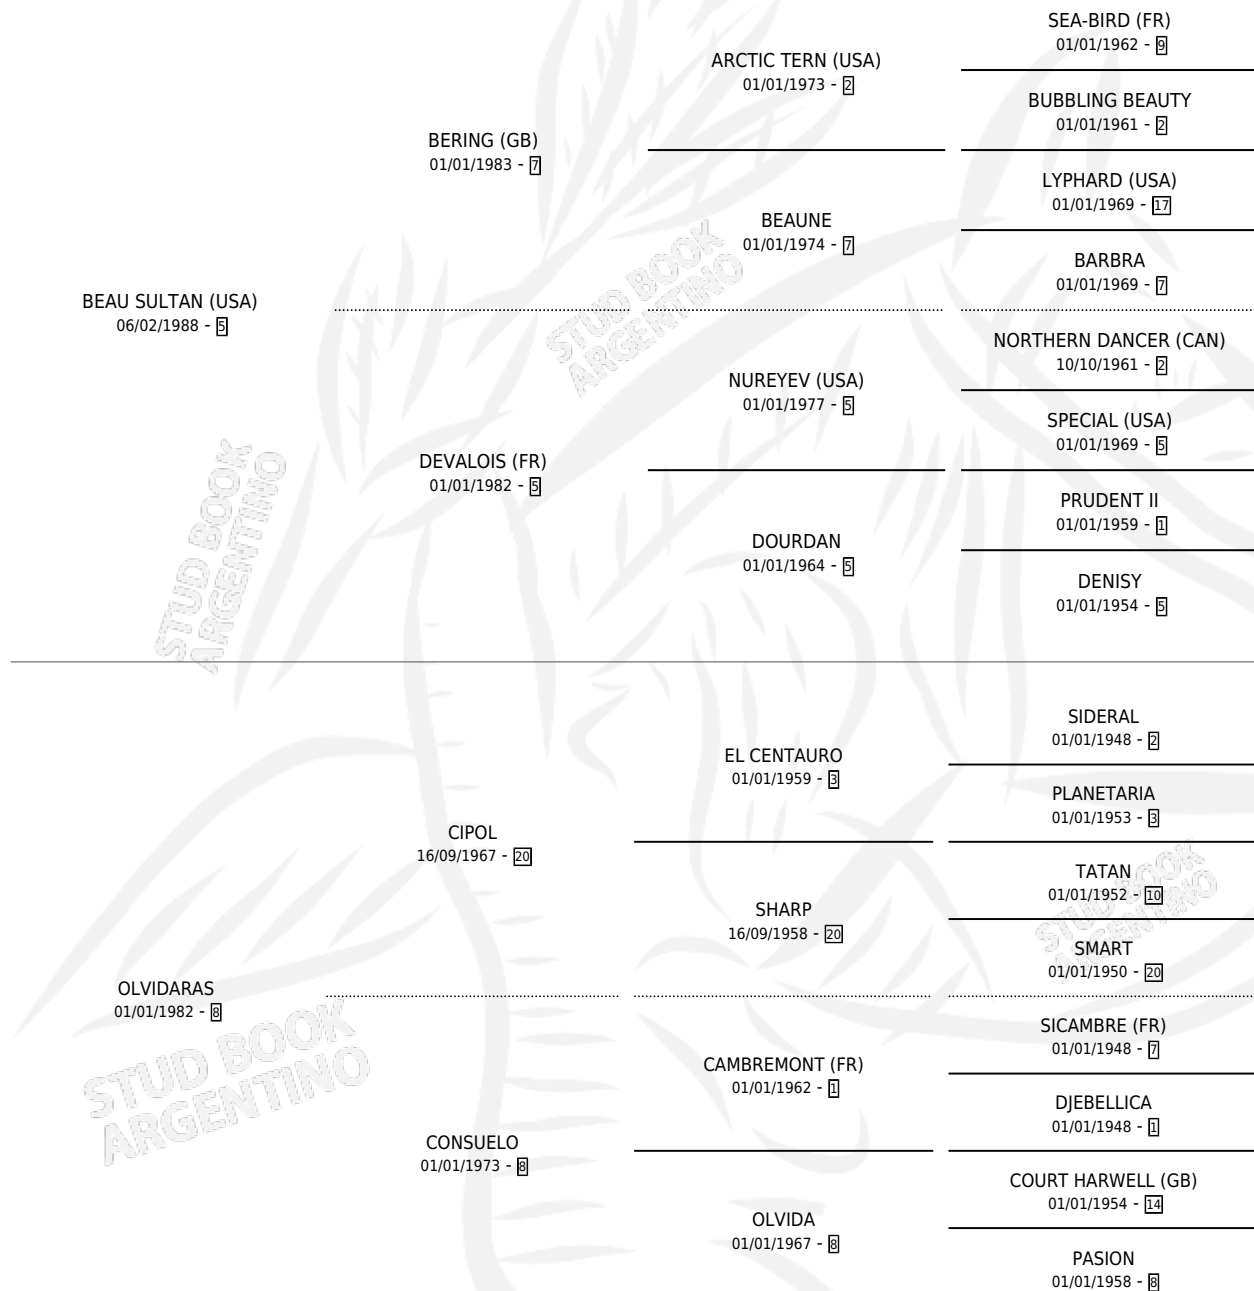 SEA-BIRD (FR)
01/01/1962 - 9
ARCTIC TERN (USA)
01/01/1973 - 2
BUBBLING BEAUTY
01/01/1961 - 2
BERING (GB)
01/01/1983 - 7
LYPHARD (USA)
01/01/1969 - 17
BEAUNE
01/01/1974 - 7
BARBRA
01/01/1969 - 7
BEAU SULTAN (USA)
06/02/1988 - 5
NORTHERN DANCER (CAN)
10/10/1961 - 2
NUREYEV (USA)
01/01/1977 - 5
SPECIAL (USA)
01/01/1969 - 5
DEVALOIS (FR)
01/01/1982 - 5
PRUDENT II
01/01/1959 - 1
DOURDAN
01/01/1964 - 5
DENISY
01/01/1954 - 5
SIDERAL
01/01/1948 - 2
EL CENTAURO
01/01/1959 - 3
PLANETARIA
01/01/1953 - 3
CIPOL
16/09/1967 - 20
TATAN
01/01/1952 - 10
SHARP
16/09/1958 - 20
SMART
01/01/1950 - 20
OLVIDARAS
01/01/1982 - 8
SICAMBRE (FR)
01/01/1948 - 7
CAMBREMONT (FR)
01/01/1962 - 1
DJEBELLICA
01/01/1948 - 1
CONSUELO
01/01/1973 - 8
COURT HARWELL (GB)
01/01/1954 - 14
OLVIDA
01/01/1967 - 8
PASION
01/01/1958 - 8
STUD BOOK
ARGENTINO
STUD BOOK
ARGENTINO
STUD BOOK
ARGENTINO
STUD BOOK
ARGENTINO